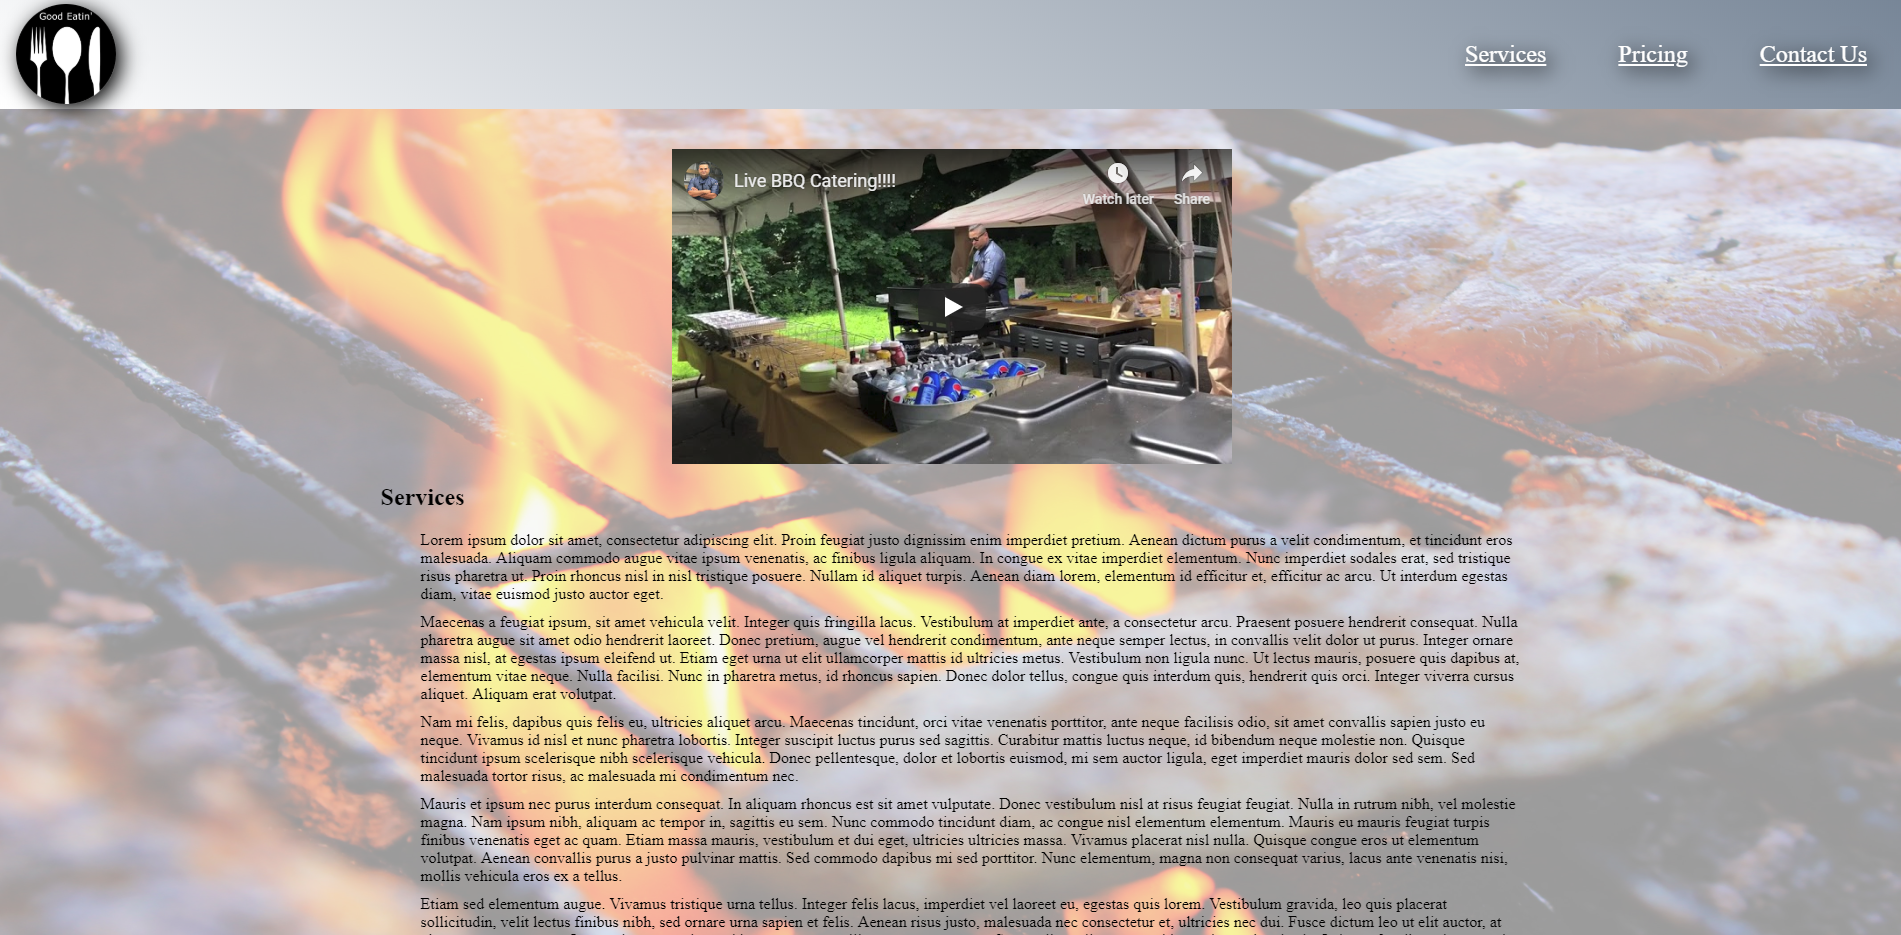 Good Eatin'
Services
Pricing
Contact Us
Live BBQ Catering!!!!
Watch later
Share
Services
Lorem ipsum dolor sit amet, consectetur adipiscing elit. Proin feugiat justo dignissim enim imperdiet pretium. Aenean dictum purus a velit condimentum, et tincidunt eros
malesuada. Aliquam commodo augue vitae ipsum venenatis, ac finibus ligula aliquam. In congue ex vitae imperdiet elementum. Nunc imperdiet sodales erat, sed tristique
risus pharetra ut. Proin rhoncus nisl in nisl tristique posuere. Nullam id aliquet turpis. Aenean diam lorem, elementum id efficitur et, efficitur ac arcu. Ut interdum egestas
diam, vitae euismod justo auctor eget.
Maecenas a feugiat ipsum, sit amet vehicula velit. Integer quis fringilla lacus. Vestibulum at imperdiet ante, a consectetur arcu. Praesent posuere hendrerit consequat. Nulla
pharetra augue sit amet odio hendrerit laoreet. Donec pretium, augue vel hendrerit condimentum, ante neque semper lectus, in convallis velit dolor ut purus. Integer ornare
massa nisl, at egestas ipsum eleifend ut. Etiam eget urna ut elit ullamcorper mattis id ultricies metus. Vestibulum non ligula nunc. Ut lectus mauris, posuere quis dapibus at,
elementum vitae neque. Nulla facilisi. Nunc in pharetra metus, id rhoncus sapien. Donec dolor tellus, congue quis interdum quis, hendrerit quis orci. Integer viverra cursus
aliquet. Aliquam erat volutpat.
Nam mi felis, dapibus quis felis eu, ultricies aliquet arcu. Maecenas tincidunt, orci vitae venenatis porttitor, ante neque facilisis odio, sit amet convallis sapien justo eu
neque. Vivamus id nisl et nunc pharetra lobortis. Integer suscipit luctus purus sed sagittis. Curabitur mattis luctus neque, id bibendum neque molestie non. Quisque
tincidunt ipsum scelerisque nibh scelerisque vehicula. Donec pellentesque, dolor et lobortis euismod, mi sem auctor ligula, eget imperdiet mauris dolor sed sem. Sed
malesuada tortor risus, ac malesuada mi condimentum nec.
Mauris et ipsum nec purus interdum consequat. In aliquam rhoncus est sit amet vulputate. Donec vestibulum nisl at risus feugiat feugiat. Nulla in rutrum nibh, vel molestie
magna. Nam ipsum nibh, aliquam ac tempor in, sagittis eu sem. Nunc commodo tincidunt diam, ac congue nisl elementum elementum. Mauris eu mauris feugiat turpis
finibus venenatis eget ac quam. Etiam massa mauris, vestibulum et dui eget, ultricies ultricies massa. Vivamus placerat nisl nulla. Quisque congue eros ut elementum
volutpat. Aenean convallis purus a justo pulvinar mattis. Sed commodo dapibus mi sed porttitor. Nunc elementum, magna non consequat varius, lacus ante venenatis nisi,
mollis vehicula eros ex a tellus.
Etiam sed elementum augue. Vivamus tristique urna tellus. Integer felis lacus, imperdiet vel laoreet eu, egestas quis lorem. Vestibulum gravida, leo quis placerat
sollicitudin, velit lectus finibus nibh, sed ornare urna sapien et felis. Aenean risus justo, malesuada nec consectetur et, ultricies nec dui. Fusce dictum leo ut elit auctor, at